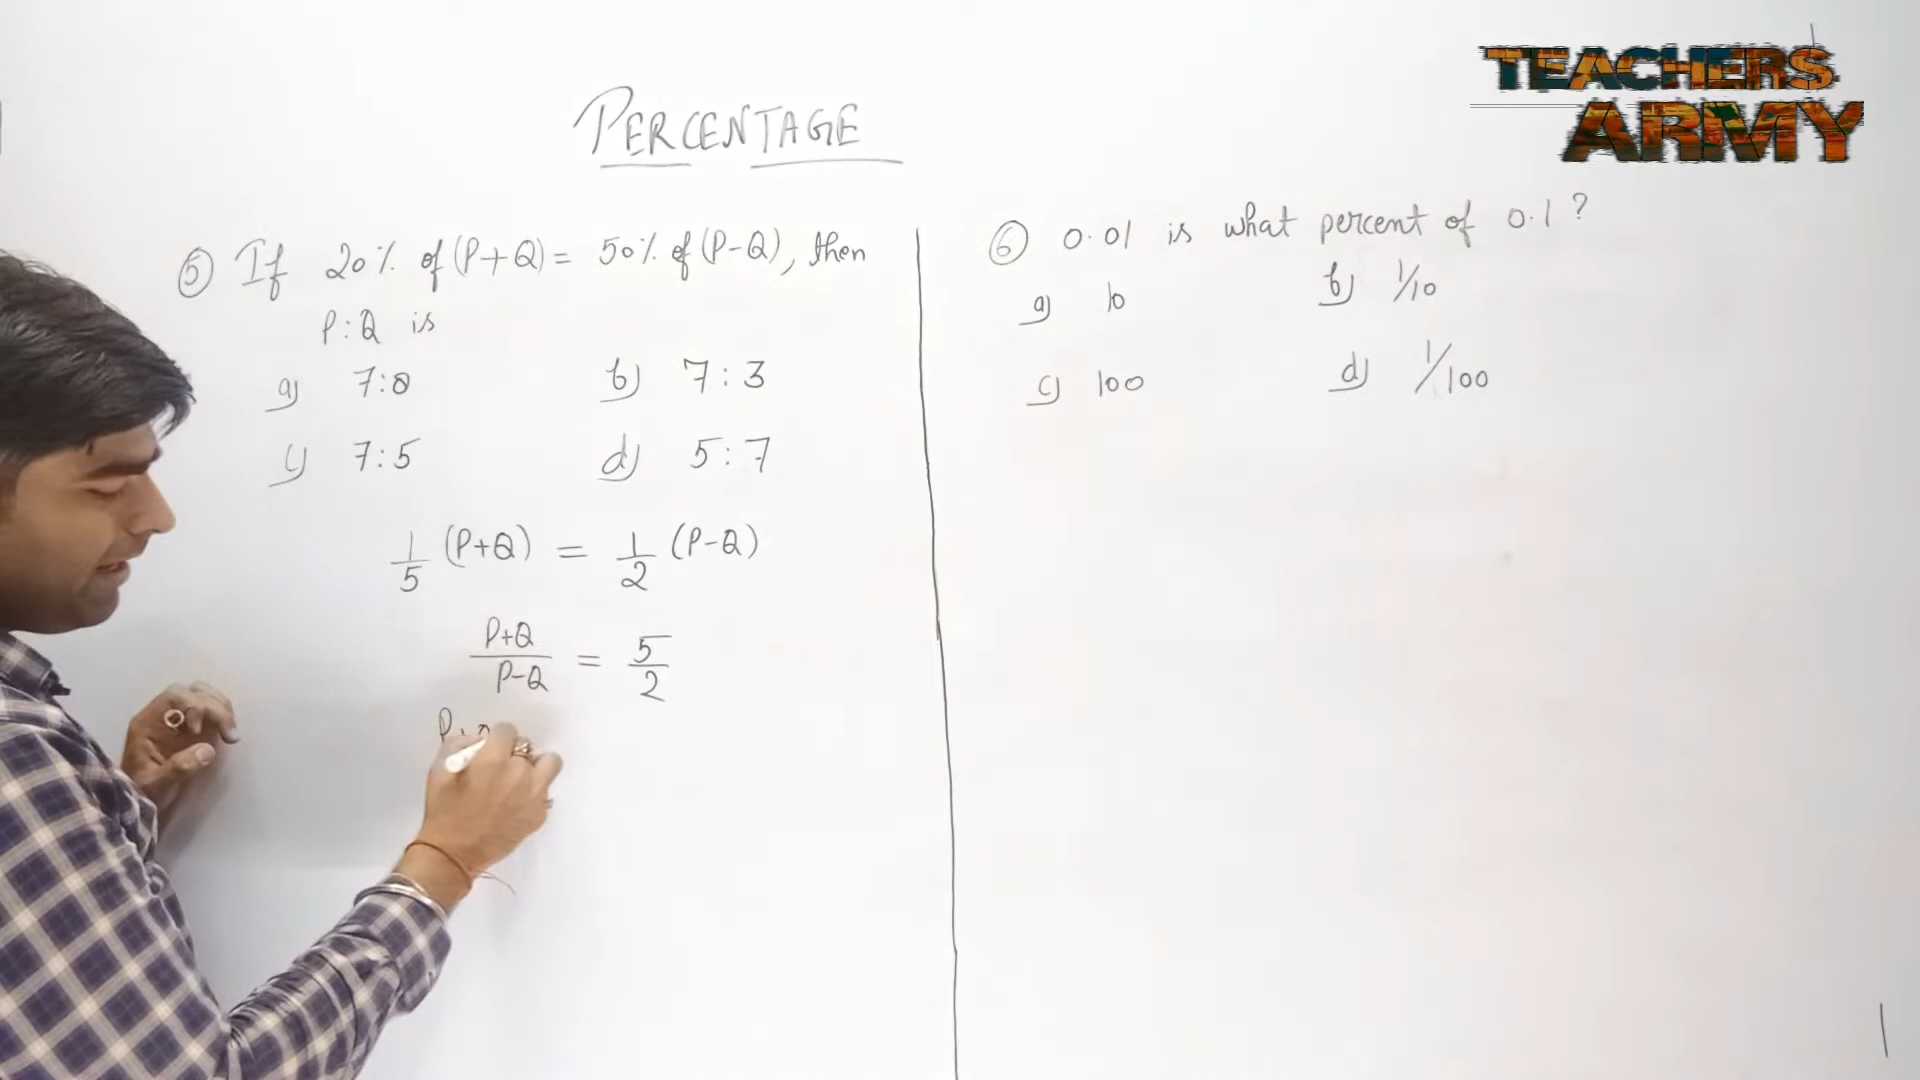 TEACHERS
ARMY
PERCENTAGE
⑤ If 20% of (P+Q) = 50% of (P-Q), then
P:Q is
a) 7:8
b) 7:3
c) 7:5
d) 5:7
1/5 (P+Q) = 1/2 (P-Q)
P+Q/P-Q = 5/2
⑥ 0.01 is what percent of 0.1?
a) 10
b) 1/10
c) 100
d) 1/100